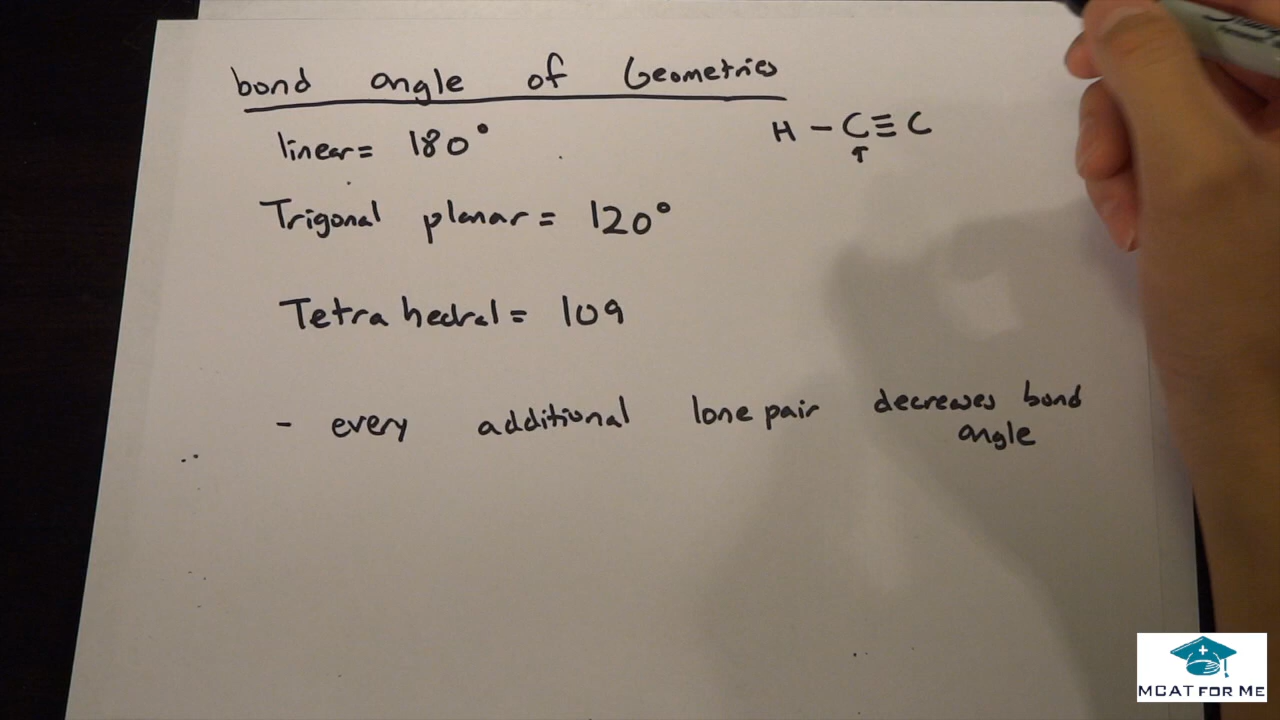 bond angle of Geometries
linear = 180°
H - C ≡ C
↑
Trigonal planar = 120°
Tetrahedral = 109
- every additional lone pair decreases bond
angle
MCAT FOR ME